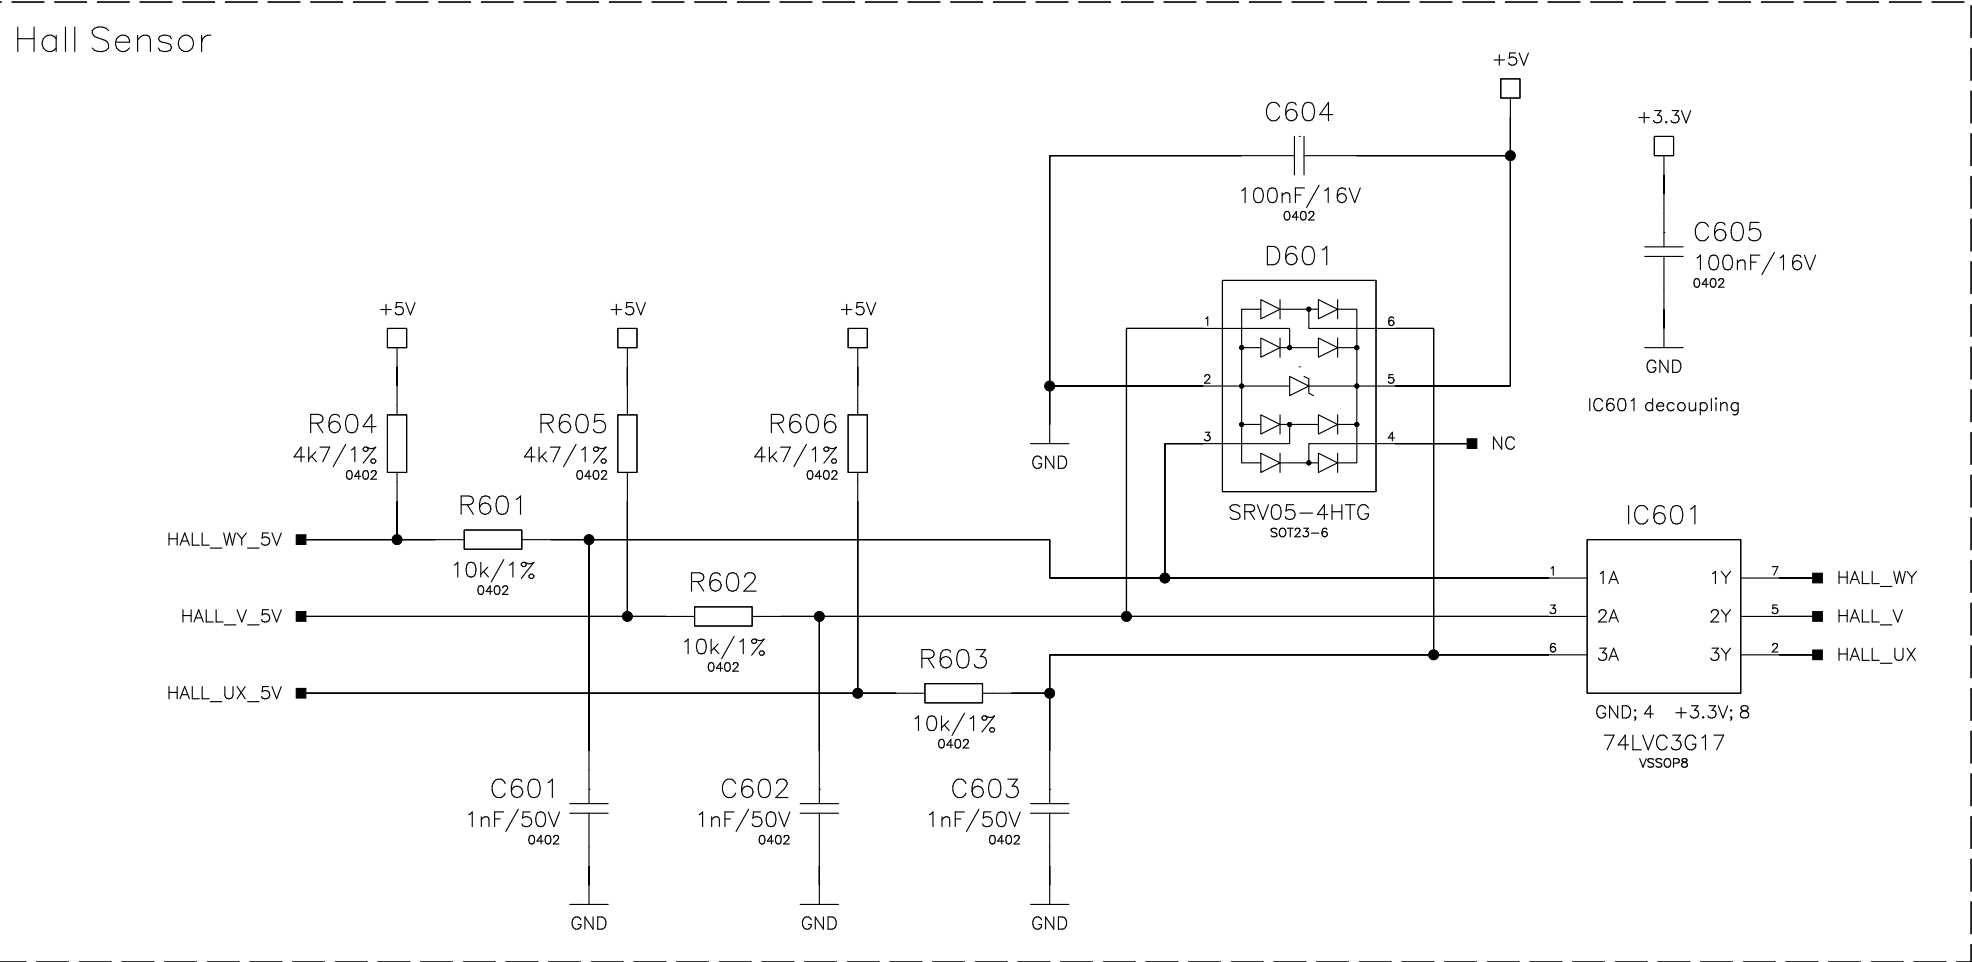 Hall Sensor
+5V
C604
100nF/16V
0402
+3.3V
C605
100nF/16V
0402
GND
IC601 decoupling
D601
1
2
3
6
5
4
NC
GND
SRV05-4HTG
SOT23-6
+5V
+5V
+5V
R604
4k7/1%
0402
R605
4k7/1%
0402
R606
4k7/1%
0402
HALL_WY_5V
R601
10k/1%
0402
HALL_V_5V
R602
10k/1%
0402
HALL_UX_5V
R603
10k/1%
0402
IC601
1 1A 1Y 7 HALL_WY
3 2A 2Y 5 HALL_V
6 3A 3Y 2 HALL_UX
GND; 4 +3.3V; 8
74LVC3G17
VSSOP8
C601
1nF/50V
0402
GND
C602
1nF/50V
0402
GND
C603
1nF/50V
0402
GND